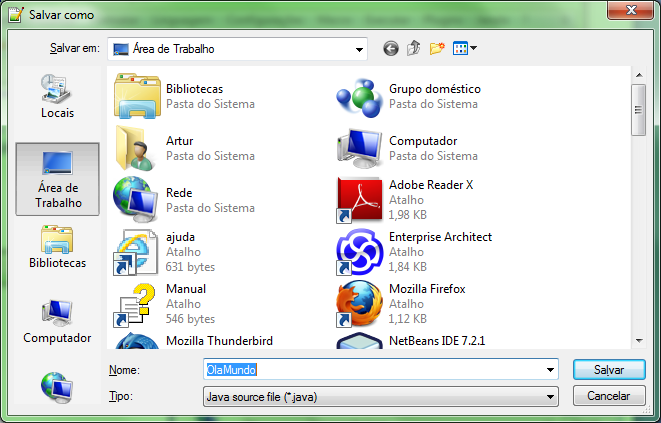 Salvar como
Salvar em:
Área de Trabalho
Locais
Área de
Trabalho
Bibliotecas
Computador
Bibliotecas
Pasta do Sistema
Grupo doméstico
Pasta do Sistema
Artur
Pasta do Sistema
Computador
Pasta do Sistema
Rede
Pasta do Sistema
Adobe Reader X
Atalho
1,98 KB
ajuda
Atalho
631 bytes
Enterprise Architect
Atalho
1,84 KB
Manual
Atalho
546 bytes
Mozilla Firefox
Atalho
1,12 KB
Mozilla Thunderbird
NetBeans IDE 7.2.1
Nome:
OlaMundo
Salvar
Tipo:
Java source file (*.java)
Cancelar